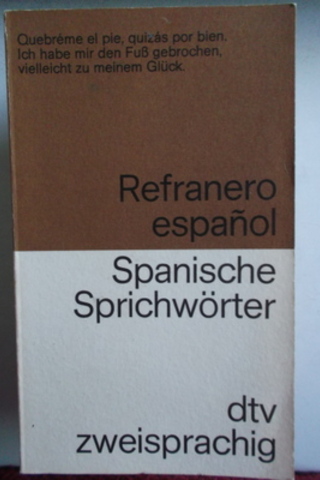 Quebréme el pie, quizás por bien.
Ich habe mir den Fuß gebrochen,
vielleicht zu meinem Glück.
Refranero
español
Spanische
Sprichwörter
dtv
zweisprachig